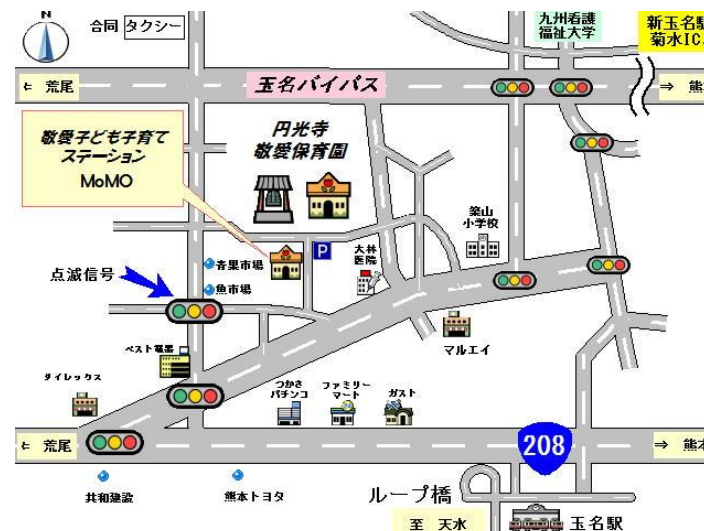 合同 タクシー
九州看護
福祉大学
新玉名駅
菊水IC.
← 荒尾
玉名バイパス
⇒ 熊本
敬愛子ども子育て
ステーション
MoMO
円光寺
敬愛保育園
築山
小学校
P
大林
医院
青果市場
点滅信号
魚市場
ベスト電器
マルエイ
ダイレックス
つかさ
パチンコ
ファミリー
マート
ガスト
← 荒尾
208
⇒ 熊本
共和建設
熊本トヨタ
ループ橋
至 天水
玉名駅